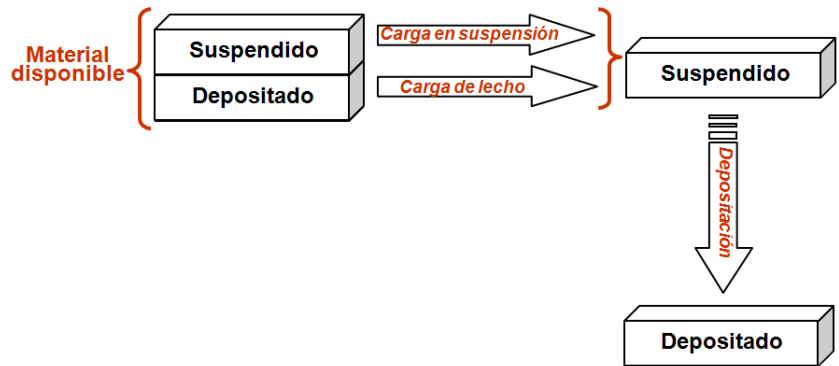 Material
disponible
Suspendido
Depositado
Carga en suspensión
Carga de lecho
Suspendido
Depositación
Depositado